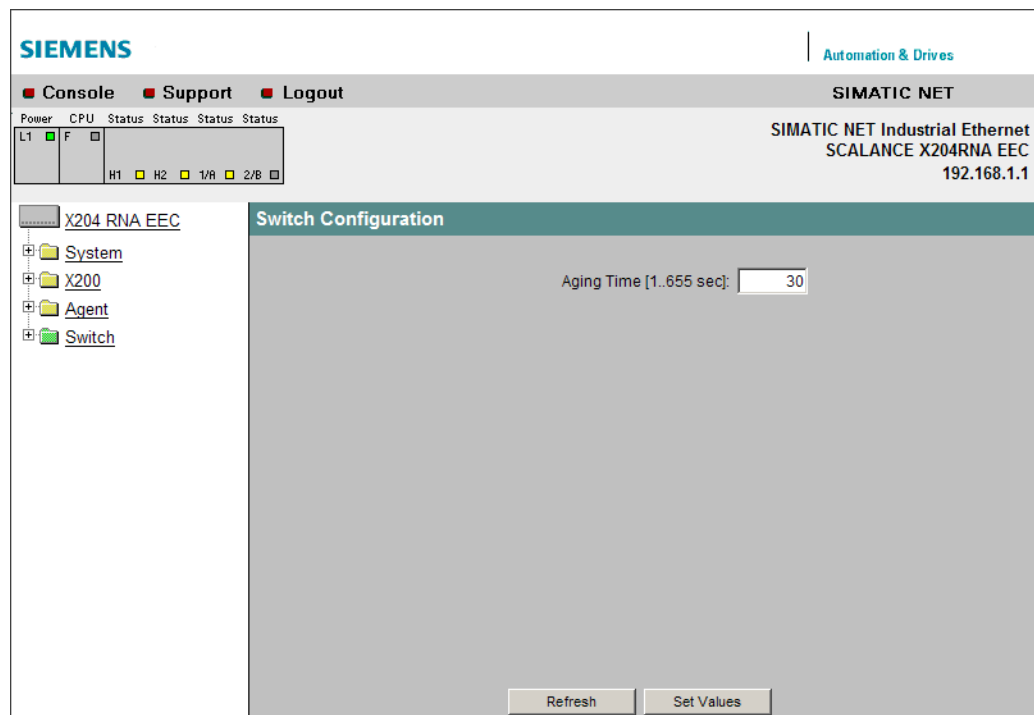 SIEMENS
Automation & Drives
Console Support Logout SIMATIC NET
Power CPU Status Status Status Status
L1 F
H1 H2 1/A 2/B
SIMATIC NET Industrial Ethernet
SCALANCE X204RNA EEC
192.168.1.1
X204 RNA EEC
System
X200
Agent
Switch
Switch Configuration
Aging Time [1..655 sec]: 30
Refresh Set Values